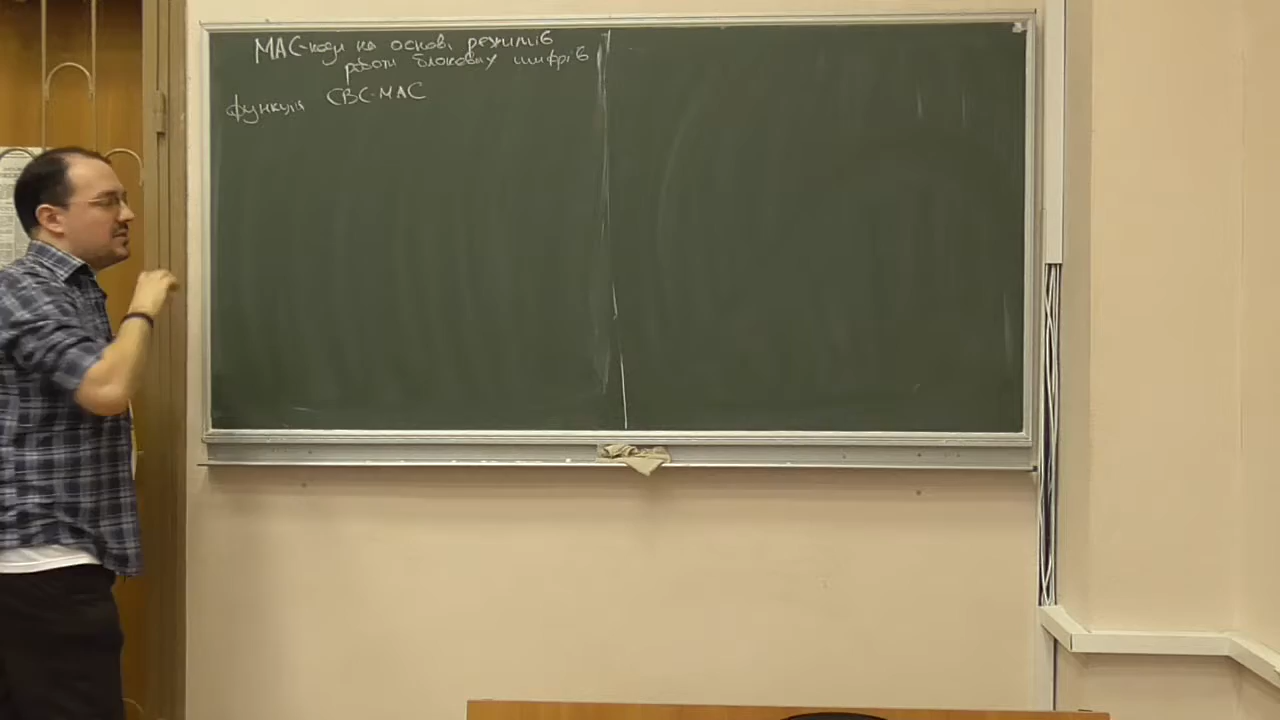 MAC-коди на основі режимів
роботи блокових шифрів
функція CBC-MAC